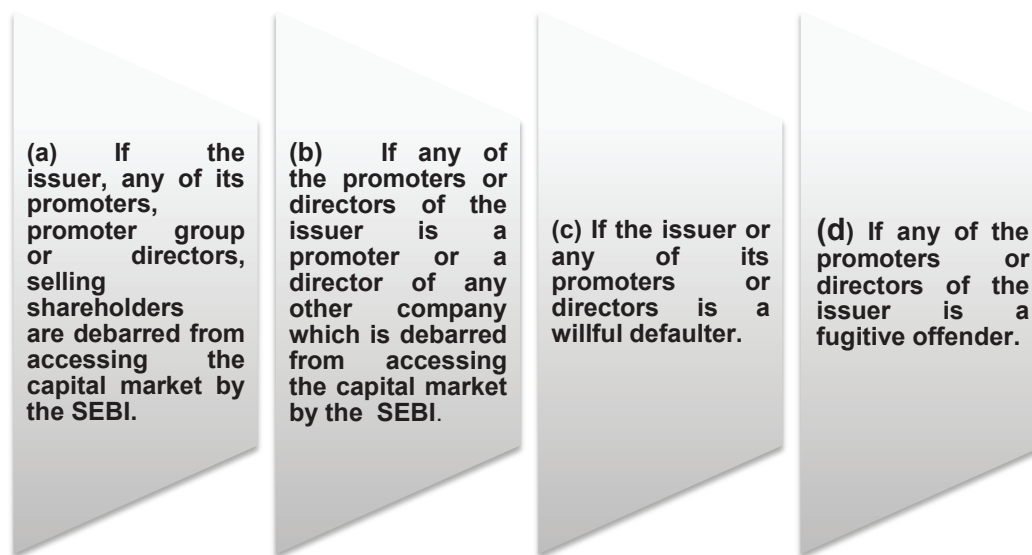 (a) If the
issuer, any of its
promoters,
promoter group
or directors,
selling
shareholders
are debarred from
accessing the
capital market by
the SEBI.
(b) If any of
the promoters or
directors of the
issuer is a
promoter or a
director of any
other company
which is debarred
from accessing
the capital market
by the SEBI.
(c) If the issuer or
any of its
promoters or
directors is a
willful defaulter.
(d) If any of the
promoters or
directors of the
issuer is a
fugitive offender.